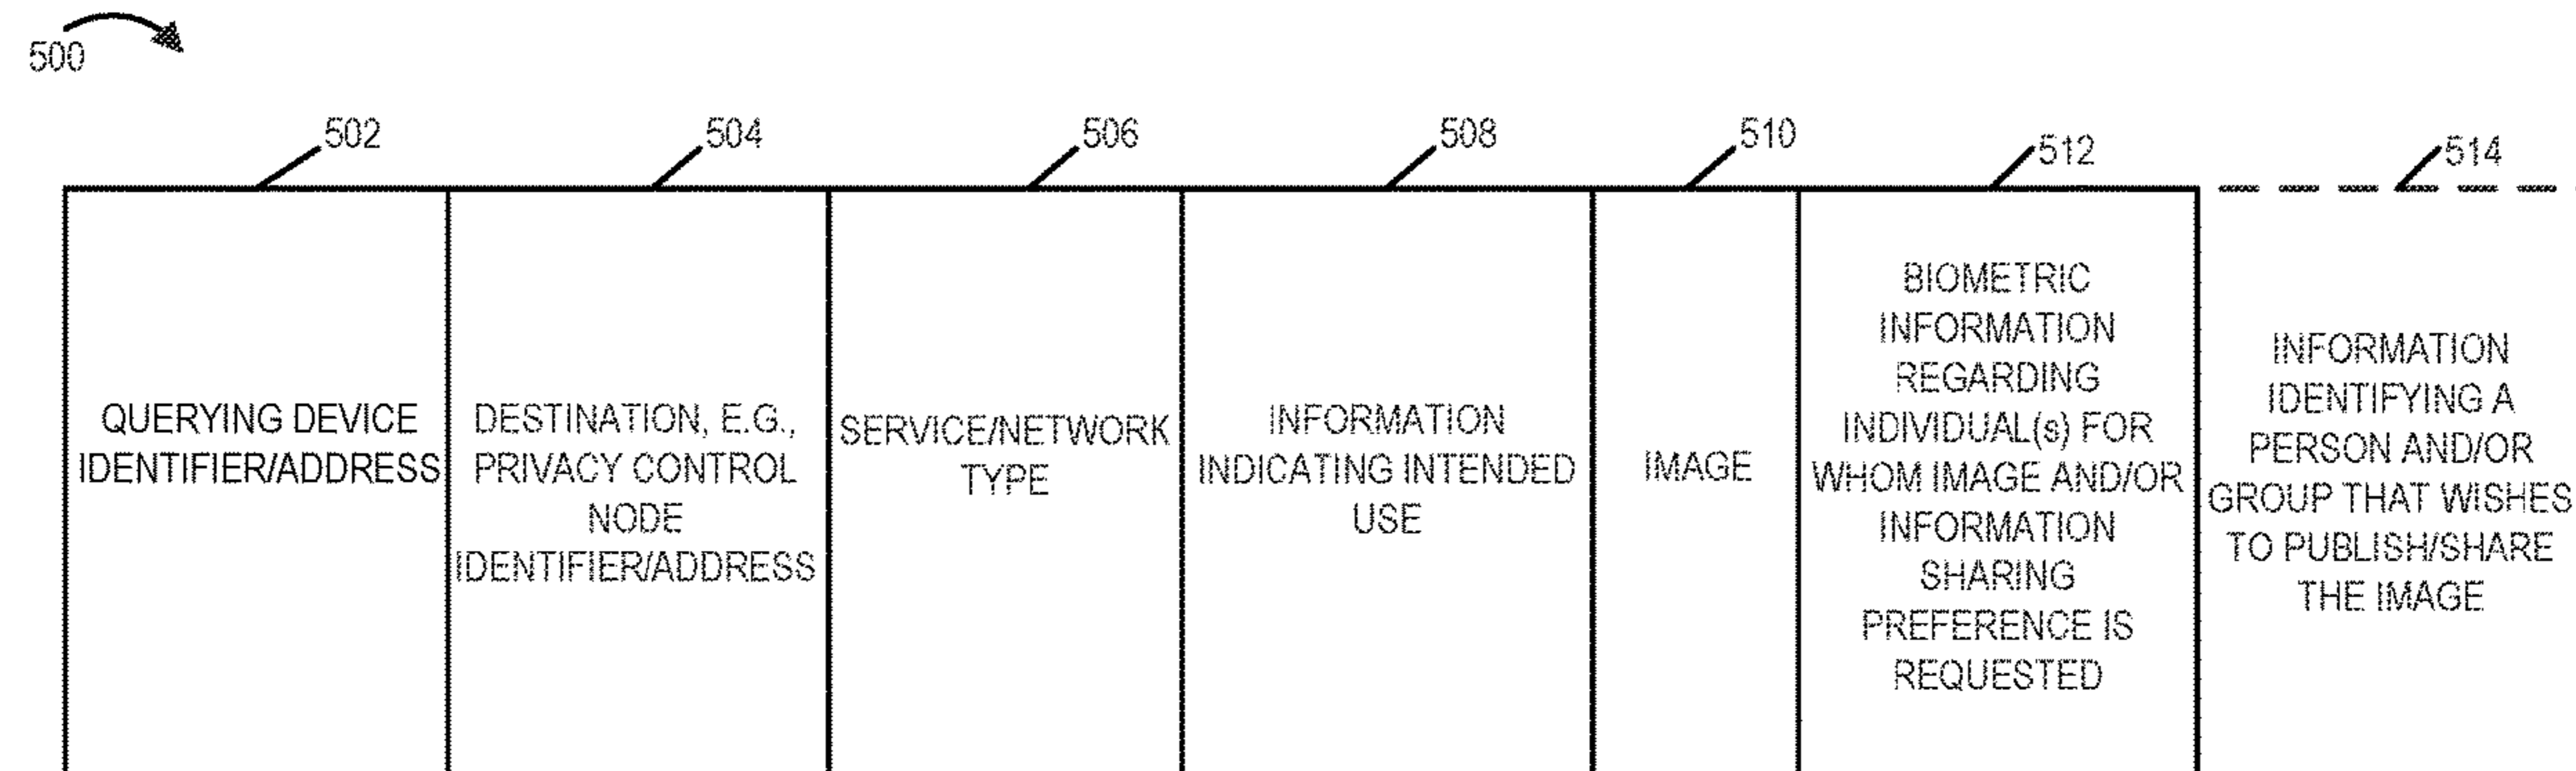 500
502
504
506
508
510
512
514
QUERYING DEVICE
IDENTIFIER/ADDRESS
DESTINATION, E.G.,
PRIVACY CONTROL
NODE
IDENTIFIER/ADDRESS
SERVICE/NETWORK
TYPE
INFORMATION
INDICATING INTENDED
USE
IMAGE
BIOMETRIC
INFORMATION
REGARDING
INDIVIDUAL(s) FOR
WHOM IMAGE AND/OR
INFORMATION
SHARING
PREFERENCE IS
REQUESTED
INFORMATION
IDENTIFYING A
PERSON AND/OR
GROUP THAT WISHES
TO PUBLISH/SHARE
THE IMAGE